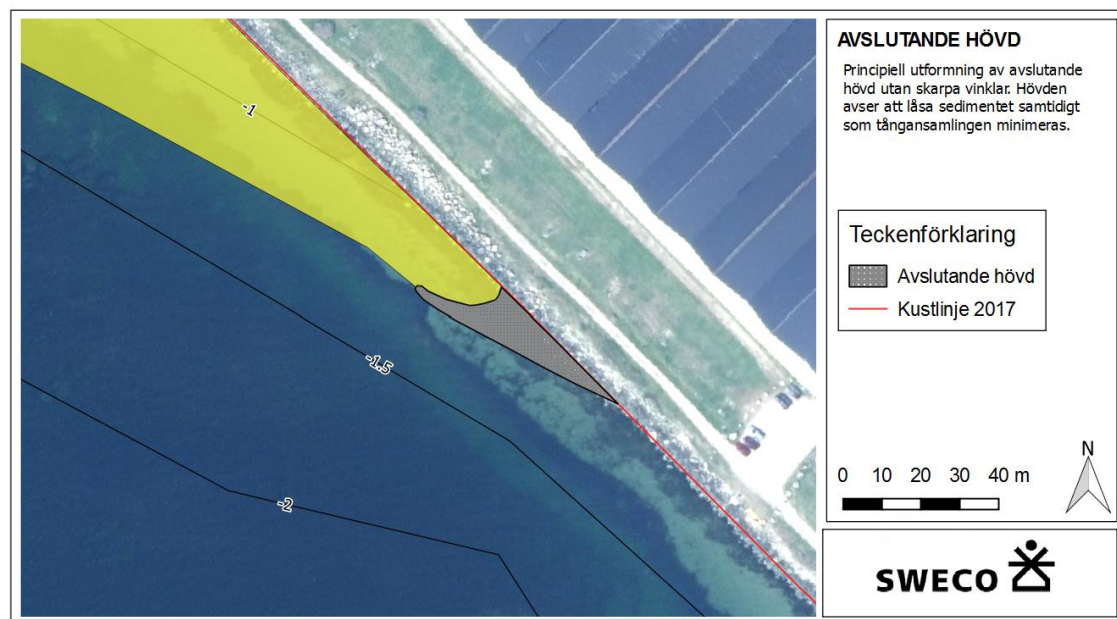 AVSLUTANDE HÖVD
Principiell utformning av avslutande
hövd utan skarpa vinklar. Hövden
avser att låsa sedimentet samtidigt
som tångansamlingen minimeras.
Teckenförklaring
Avslutande hövd
Kustlinje 2017
N
0 10 20 30 40 m
SWECO
-1
-1.5
-2